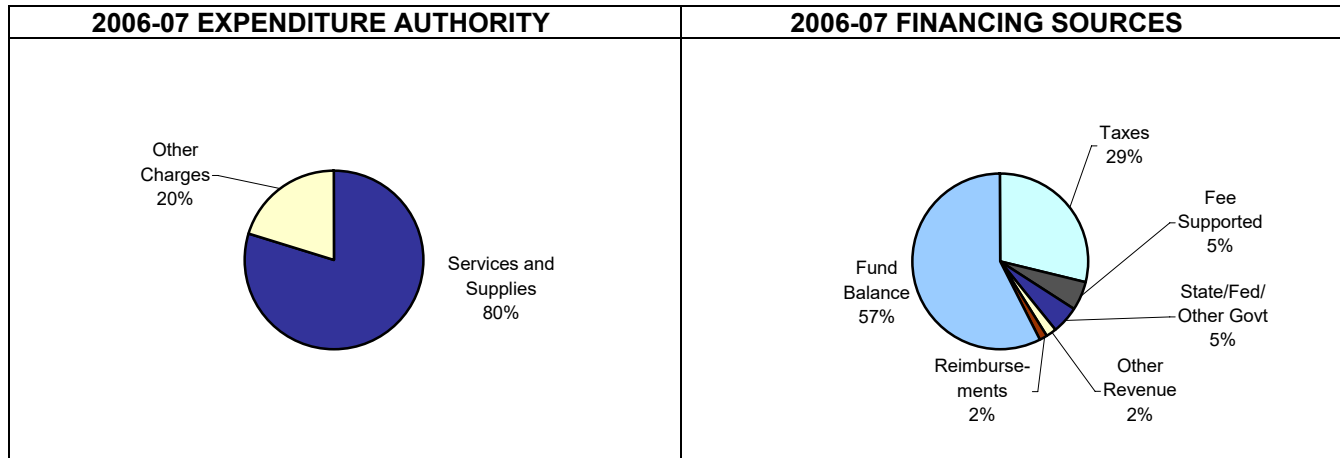 2006-07 EXPENDITURE AUTHORITY
Other
Charges
20%
Services and
Supplies
80%
2006-07 FINANCING SOURCES
Taxes
29%
Fee
Supported
5%
State/Fed/
Other Govt
5%
Other
Revenue
2%
Reimburse-
ments
2%
Fund
Balance
57%